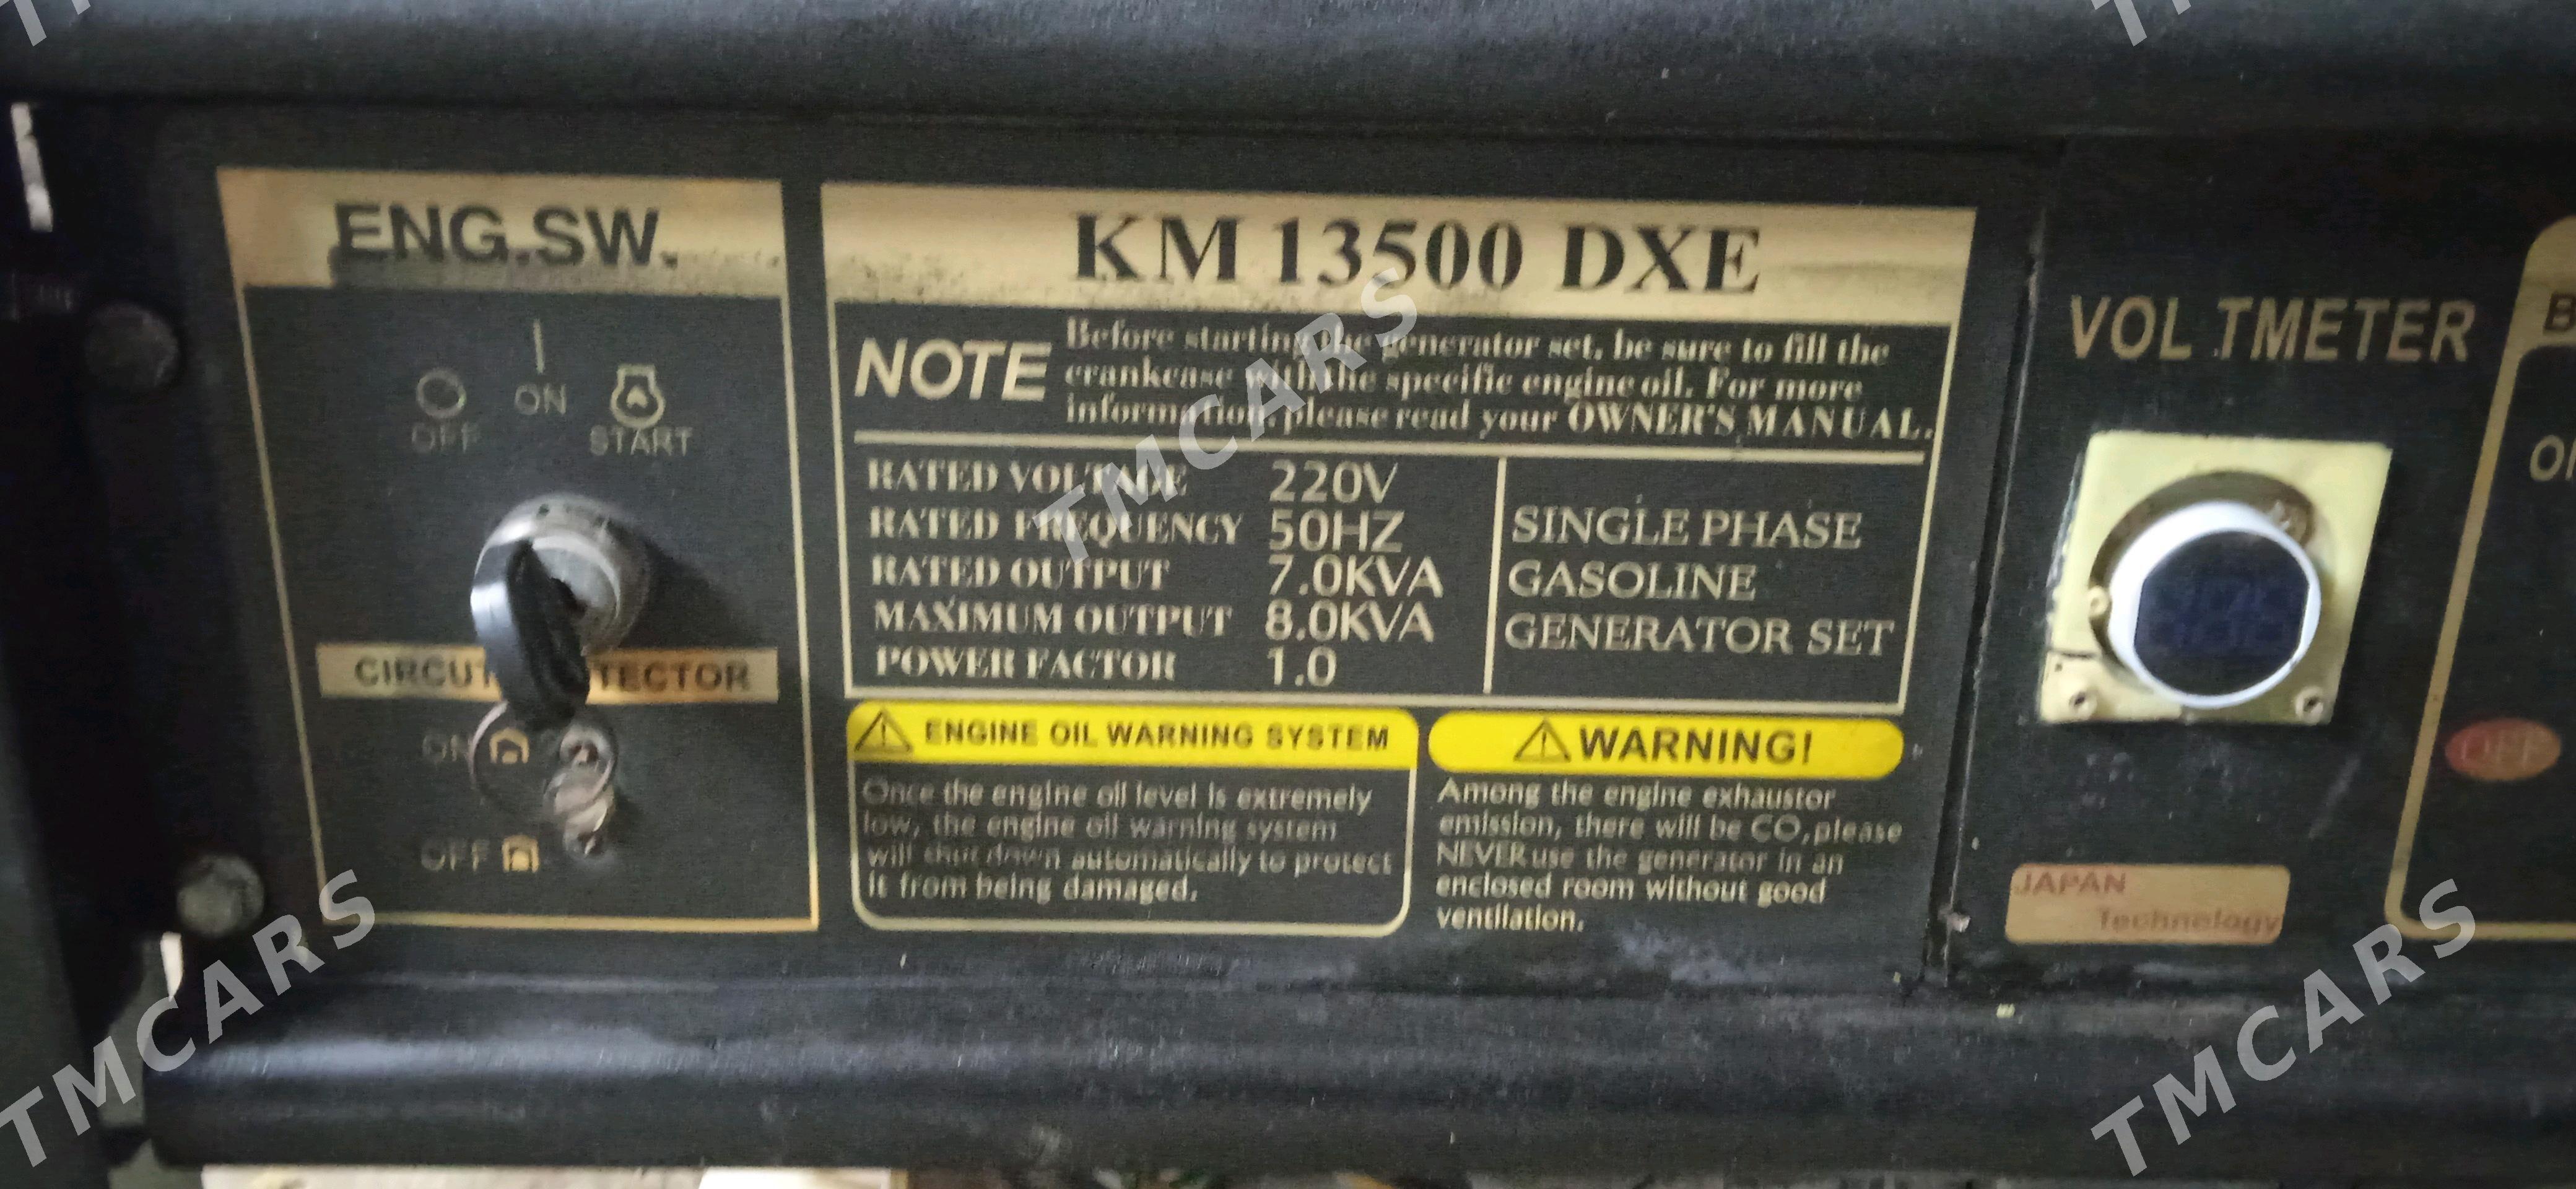 ENG.SW.
ON
OFF
START
ON
OFF
KM 13500 DXE
NOTE
Before starting the generator set, be sure to fill the
crankcase with the specific engine oil. For more
information, please read your OWNER'S MANUAL.
RATED VOLTAGE 220V
RATED FREQUENCY 50HZ
RATED OUTPUT 7.0KVA
MAXIMUM OUTPUT 8.0KVA
POWER FACTOR 1.0
SINGLE PHASE
GASOLINE
GENERATOR SET
ENGINE OIL WARNING SYSTEM
Once the engine oil level is extremely
low, the engine oil warning system
will shut down automatically to protect
it from being damaged.
WARNING!
Among the engine exhaustor
emission, there will be CO, please
NEVER use the generator in an
enclosed room without good
ventilation.
VOLTMETER
JAPAN
Technology
OFF
TMCARS
TMCARS
TMCARS